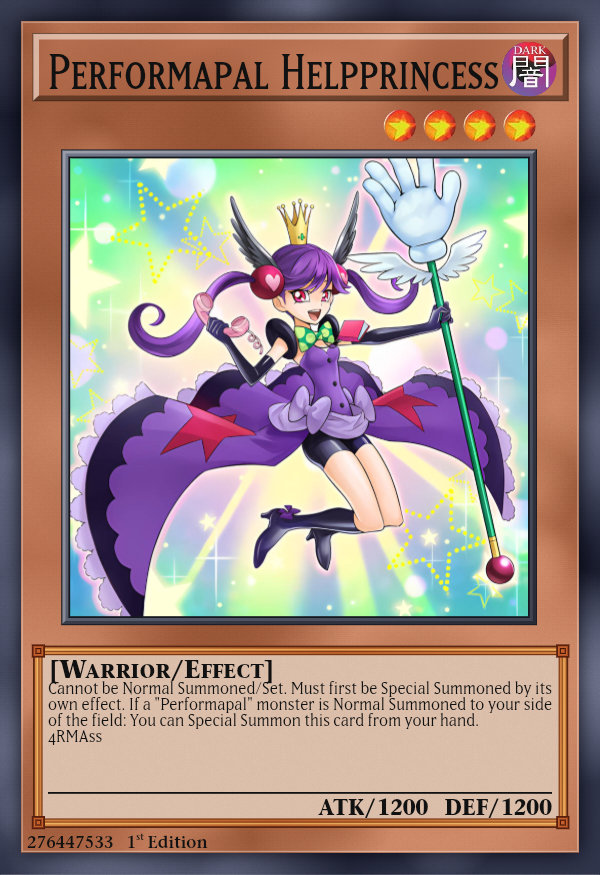 Performapal Helpprincess
DARK
闇
[Warrior/Effect]
Cannot be Normal Summoned/Set. Must first be Special Summoned by its
own effect. If a "Performapal" monster is Normal Summoned to your side
of the field: You can Special Summon this card from your hand.
4RMAss
ATK/1200 DEF/1200
276447533 1st Edition